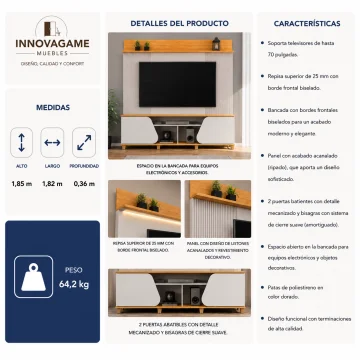 INNOVAGAME
MUEBLES
DISEÑO, CALIDAD Y CONFORT
MEDIDAS
ALTO
LARGO
PROFUNDIDAD
1,85 m
1,82 m
0,36 m
PESO
64,2 kg
DETALLES DEL PRODUCTO
ESPACIO EN LA BANCADA PARA EQUIPOS
ELECTRÓNICOS Y ACCESORIOS.
REPISA SUPERIOR DE 25 MM CON
BORDE FRONTAL BISELADO.
PANEL CON DISEÑO DE LISTONES
ACANALADOS Y REVESTIMIENTO
DECORATIVO.
2 PUERTAS ABATIBLES CON DETALLE
MECANIZADO Y BISAGRAS DE CIERRE SUAVE.
CARACTERÍSTICAS
Soporta televisores de hasta
70 pulgadas.
Repisa superior de 25 mm con
borde frontal biselado.
Bancada con bordes frontales
biselados para un acabado
moderno y elegante.
Panel con acabado acanalado
(ripado), que aporta un diseño
sofisticado.
2 puertas batientes con detalle
mecanizado y bisagras con sistema
de cierre suave (amortiguado).
Espacio abierto en la bancada para
equipos electrónicos y objetos
decorativos.
Patas de poliestireno en
color dorado.
Diseño funcional con terminaciones
de alta calidad.